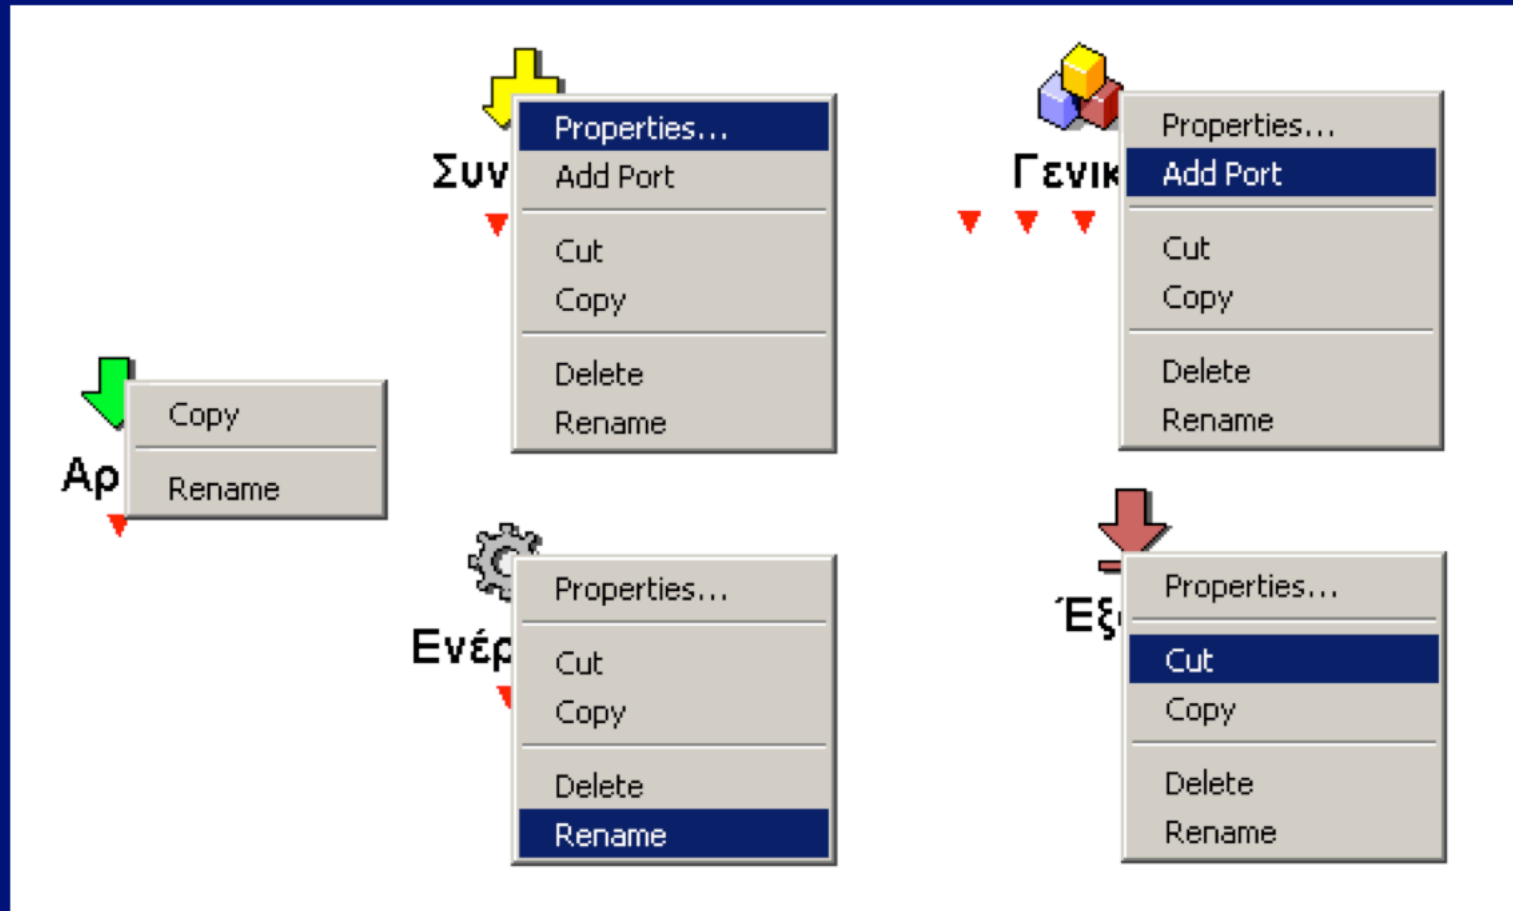 Συν
Properties...
Add Port
Cut
Copy
Delete
Rename
Γενικ
Properties...
Add Port
Cut
Copy
Delete
Rename
Αρ
Copy
Rename
Ενέρ
Properties...
Cut
Copy
Delete
Rename
Έξ
Properties...
Cut
Copy
Delete
Rename